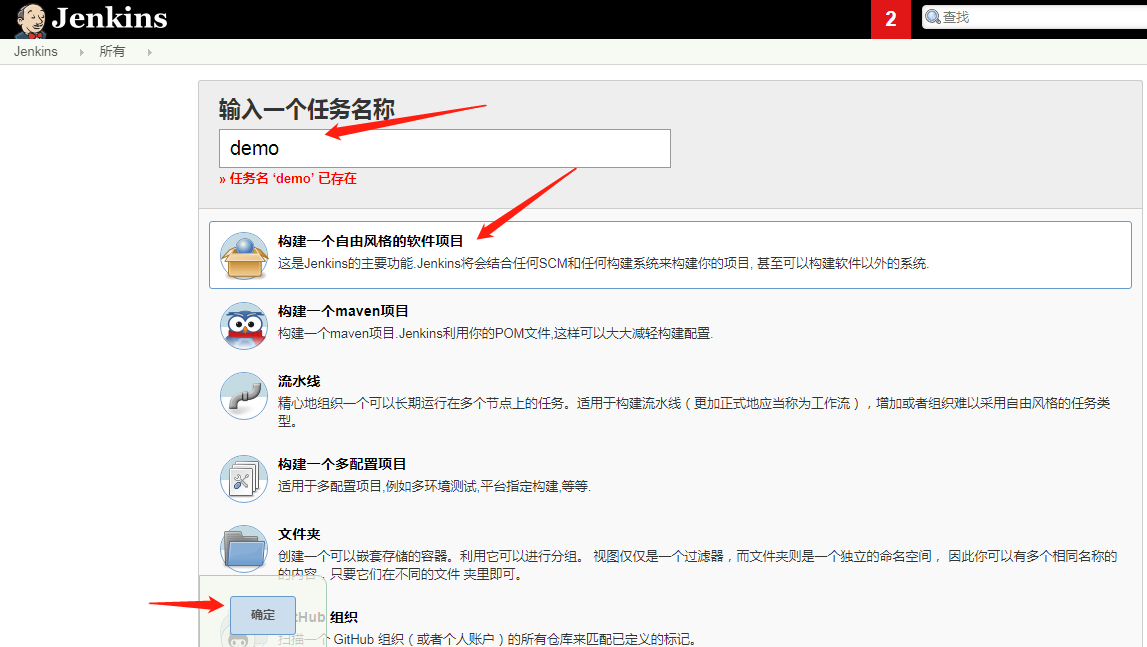 Jenkins
2
查找
Jenkins
所有
输入一个任务名称
demo
» 任务名 ‘demo’ 已存在
构建一个自由风格的软件项目
这是Jenkins的主要功能.Jenkins将会结合任何SCM和任何构建系统来构建你的项目, 甚至可以构建软件以外的系统.
构建一个maven项目
构建一个maven项目.Jenkins利用你的POM文件,这样可以大大减轻构建配置.
流水线
精心地组织一个可以长期运行在多个节点上的任务。适用于构建流水线（更加正式地应当称为工作流），增加或者组织难以采用自由风格的任务类
型。
构建一个多配置项目
适用于多配置项目,例如多环境测试,平台指定构建,等等.
文件夹
创建一个可以嵌套存储的容器。利用它可以进行分组。 视图仅仅是一个过滤器，而文件夹则是一个独立的命名空间， 因此你可以有多个相同名称的
的内容，只要它们在不同的文件 夹里即可。
确定
Hub 组织
扫描一个 GitHub 组织（或者个人账户）的所有仓库来匹配已定义的标记。